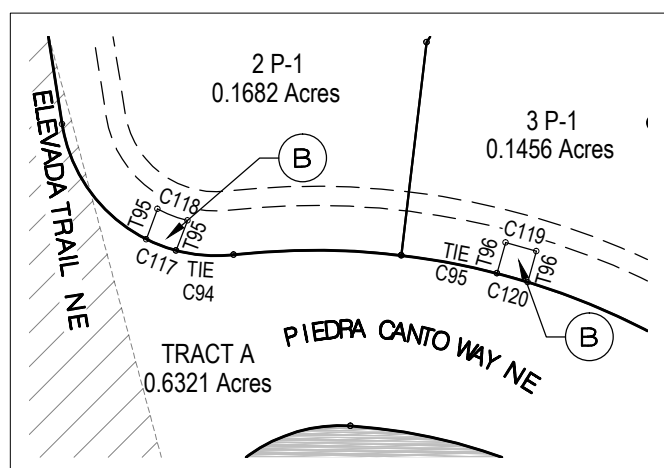 2 P-1
0.1682 Acres
3 P-1
0.1456 Acres
ELEVADA TRAIL NE
B
C118
T95
T95
C117
TIE
C94
TIE
C95
T96
C119
T96
C120
B
PIEDRA CANTO WAY NE
TRACT A
0.6321 Acres